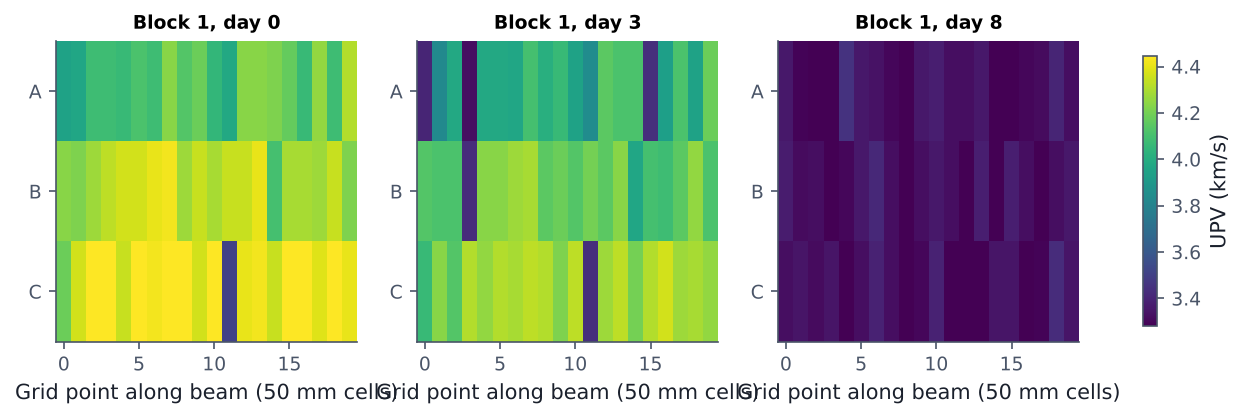 Block 1, day 0
Block 1, day 3
Block 1, day 8
A
B
C
0
5
10
15
Grid point along beam (50 mm cells)
A
B
C
0
5
10
15
Grid point along beam (50 mm cells)
A
B
C
0
5
10
15
Grid point along beam (50 mm cells)
4.4
4.2
4.0
3.8
3.6
3.4
UPV (km/s)